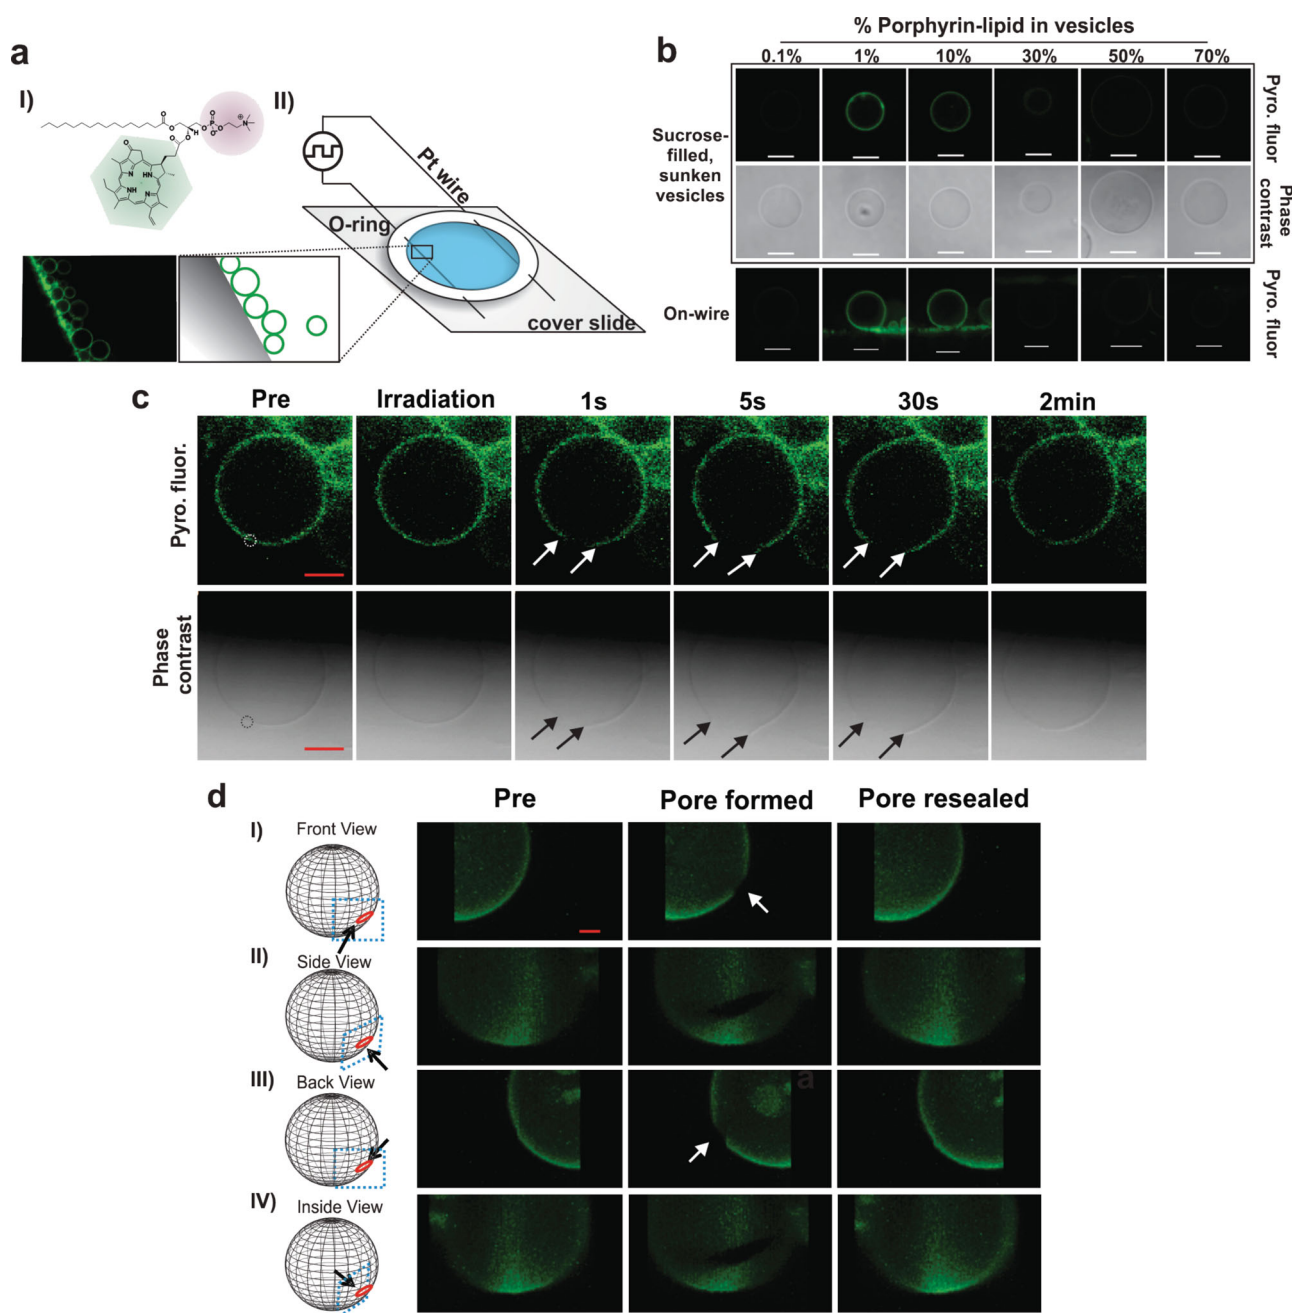 a
I)
II)
O
P
O
O⁻
N
⊕
O
O
H
O
O
HN
N
NH
N
Pt wire
O-ring
cover slide
b
% Porphyrin-lipid in vesicles
0.1% 1% 10% 30% 50% 70%
Sucrose-
filled,
sunken
vesicles
Pyro. fluor
Phase
contrast
On-wire
Pyro. fluor
c
Pre Irradiation 1s 5s 30s 2min
Pyro. fluor.
Phase
contrast
d
Pre Pore formed Pore resealed
I) Front View
II) Side View
III) Back View
a
IV) Inside View